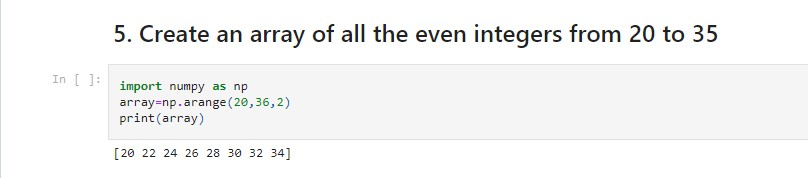 5. Create an array of all the even integers from 20 to 35
In [ ]:
import numpy as np
array=np.arange(20,36,2)
print(array)
[20 22 24 26 28 30 32 34]